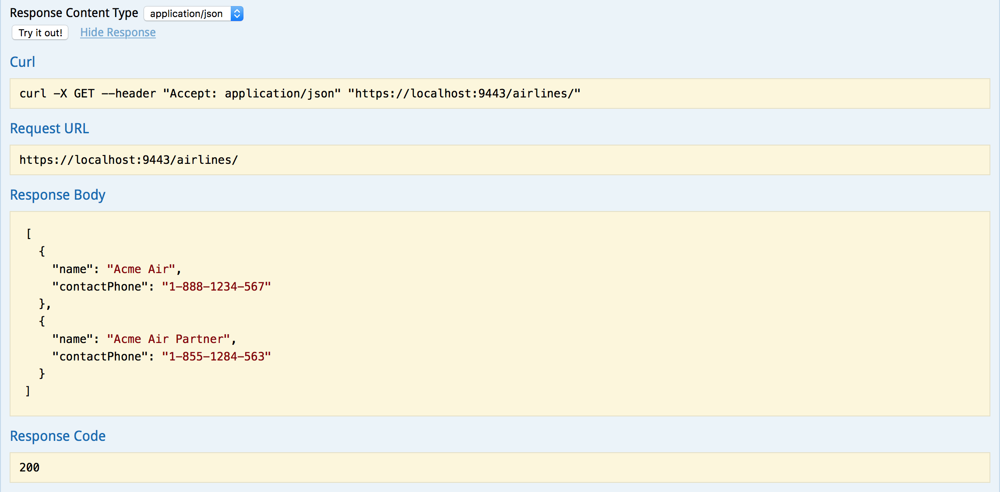 Response Content Type application/json
Try it out! Hide Response
Curl
curl -X GET --header "Accept: application/json" "https://localhost:9443/airlines/"
Request URL
https://localhost:9443/airlines/
Response Body
[
  {
    "name": "Acme Air",
    "contactPhone": "1-888-1234-567"
  },
  {
    "name": "Acme Air Partner",
    "contactPhone": "1-855-1284-563"
  }
]
Response Code
200